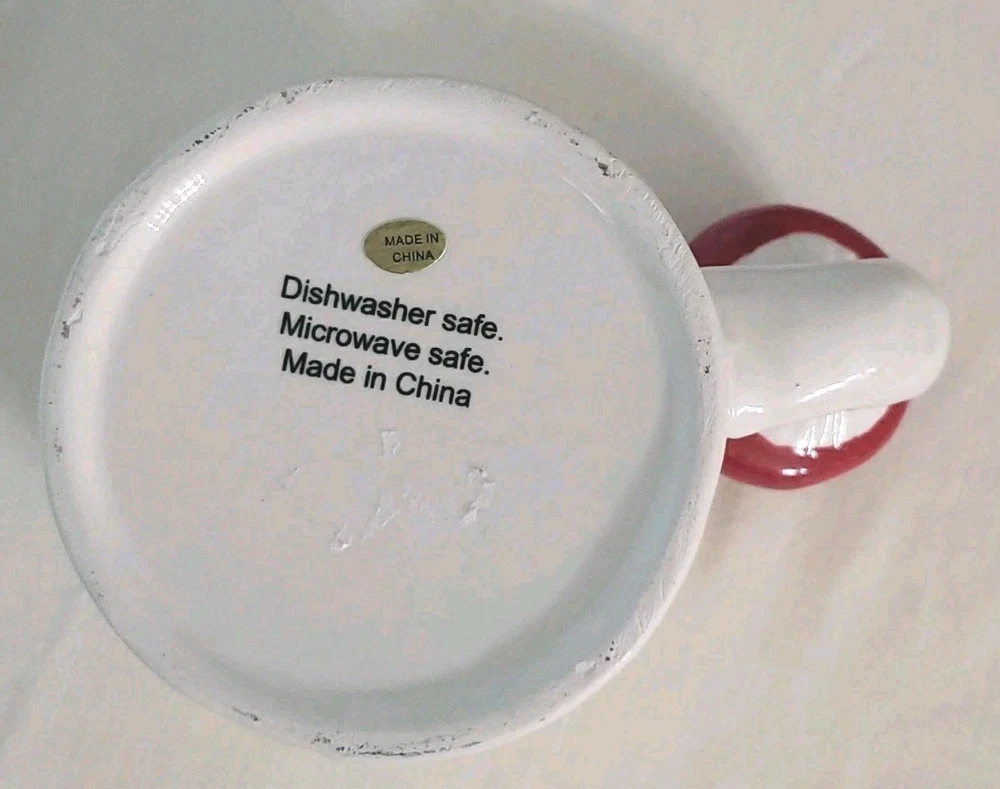 MADE IN
CHINA
Dishwasher safe.
Microwave safe.
Made in China